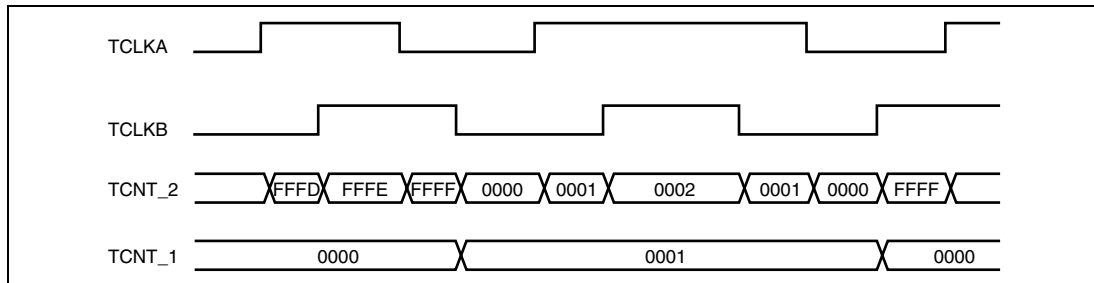 TCLKA
TCLKB
TCNT_2 FFFD FFFE FFFF 0000 0001 0002 0001 0000 FFFF
TCNT_1 0000 0001 0000